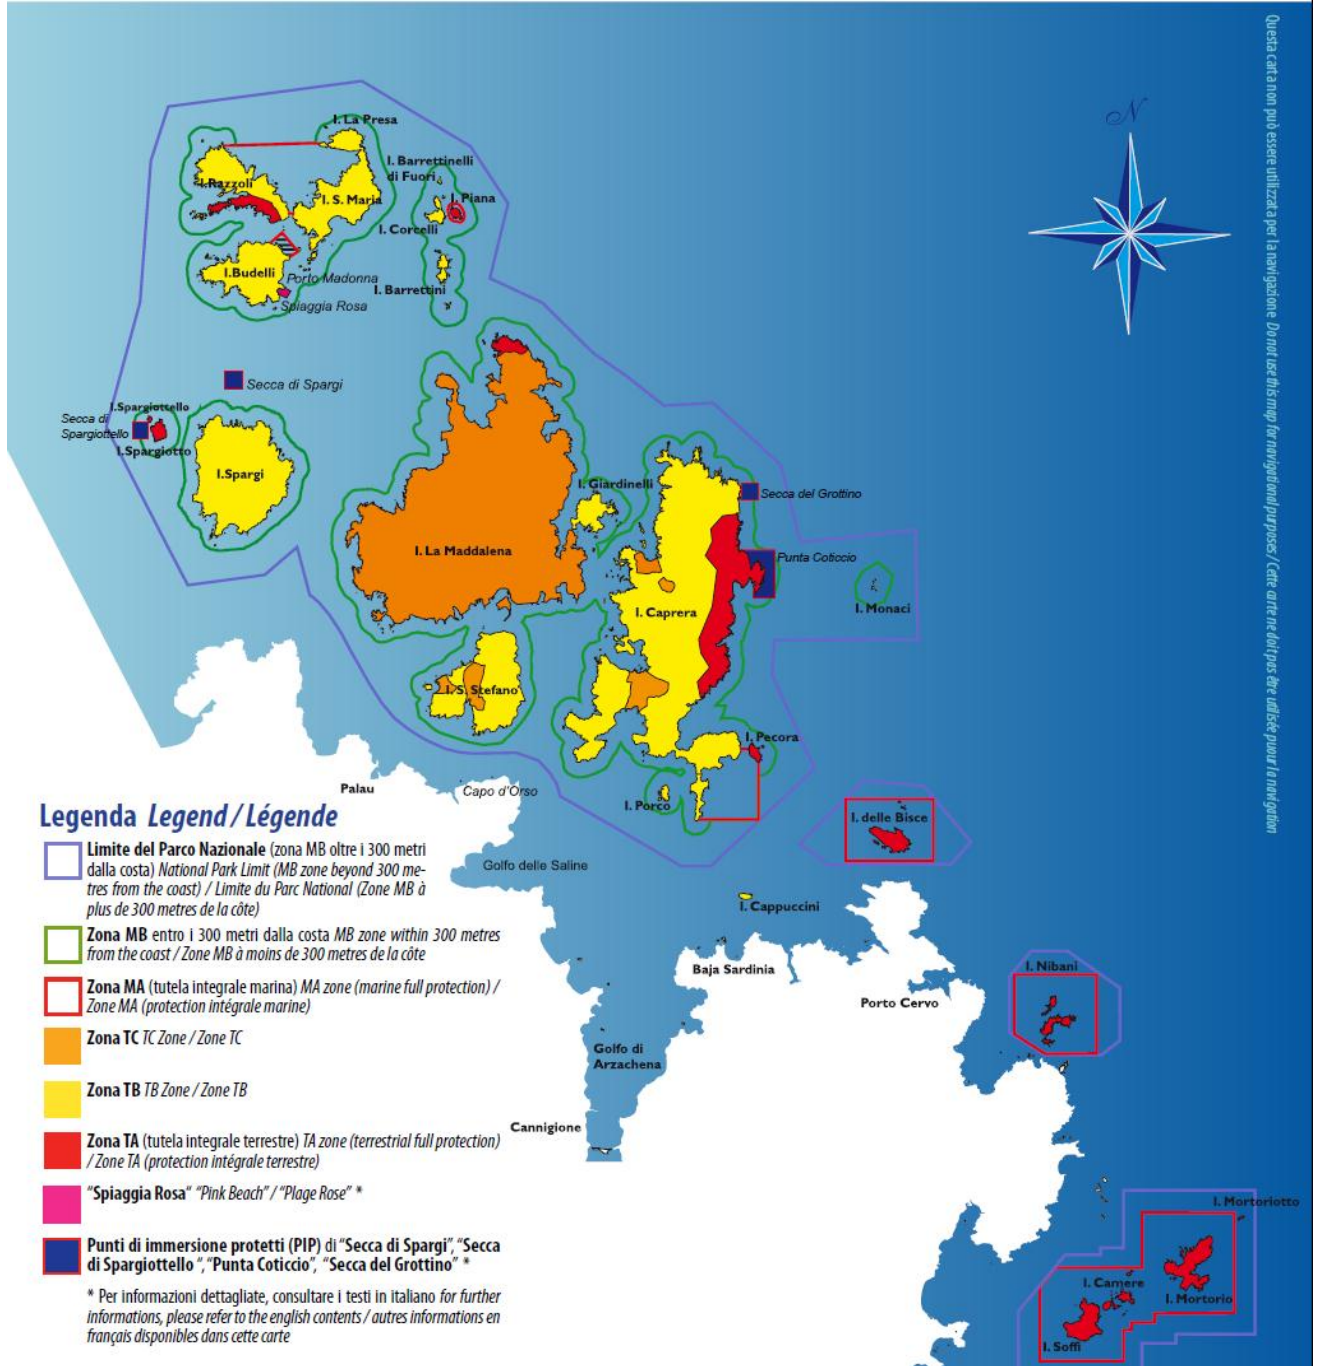 N
Questa carta non può essere utilizzata per la navigazione Do not use this map for navigational purposes / Cette carte ne doit pas être utilisée puour la navigation
I. La Presa
I. Barrettinelli
di Fuori
I.Razzoli
I. S. Maria
I. Piana
I. Corcelli
I.Budelli
Porto Madonna
I. Barrettini
Spiaggia Rosa
Secca di Spargi
I.Spargiottello
Secca di
Spargiottello
I.Spargiotto
I.Spargi
I. Giardinelli
Secca del Grottino
I. La Maddalena
Punta Coticcio
I. Caprera
I. Monaci
I. S. Stefano
I. Pecora
Palau
Capo d'Orso
I. Porco
I. delle Bisce
Golfo delle Saline
I. Cappuccini
Baja Sardinia
I. Nibani
Porto Cervo
Golfo di
Arzachena
Cannigione
I. Mortoriotto
I. Camere
I. Mortorio
I. Soffi
Legenda Legend / Légende
Limite del Parco Nazionale (zona MB oltre i 300 metri
dalla costa) National Park Limit (MB zone beyond 300 me-
tres from the coast) / Limite du Parc National (Zone MB à
plus de 300 metres de la côte)
Zona MB entro i 300 metri dalla costa MB zone within 300 metres
from the coast / Zone MB à moins de 300 metres de la côte
Zona MA (tutela integrale marina) MA zone (marine full protection) /
Zone MA (protection intégrale marine)
Zona TC TC Zone / Zone TC
Zona TB TB Zone / Zone TB
Zona TA (tutela integrale terrestre) TA zone (terrestrial full protection)
/ Zone TA (protection intégrale terrestre)
"Spiaggia Rosa" "Pink Beach" / "Plage Rose" *
Punti di immersione protetti (PIP) di "Secca di Spargi", "Secca
di Spargiottello ", "Punta Coticcio", "Secca del Grottino" *
* Per informazioni dettagliate, consultare i testi in italiano for further
informations, please refer to the english contents / autres informations en
français disponibles dans cette carte